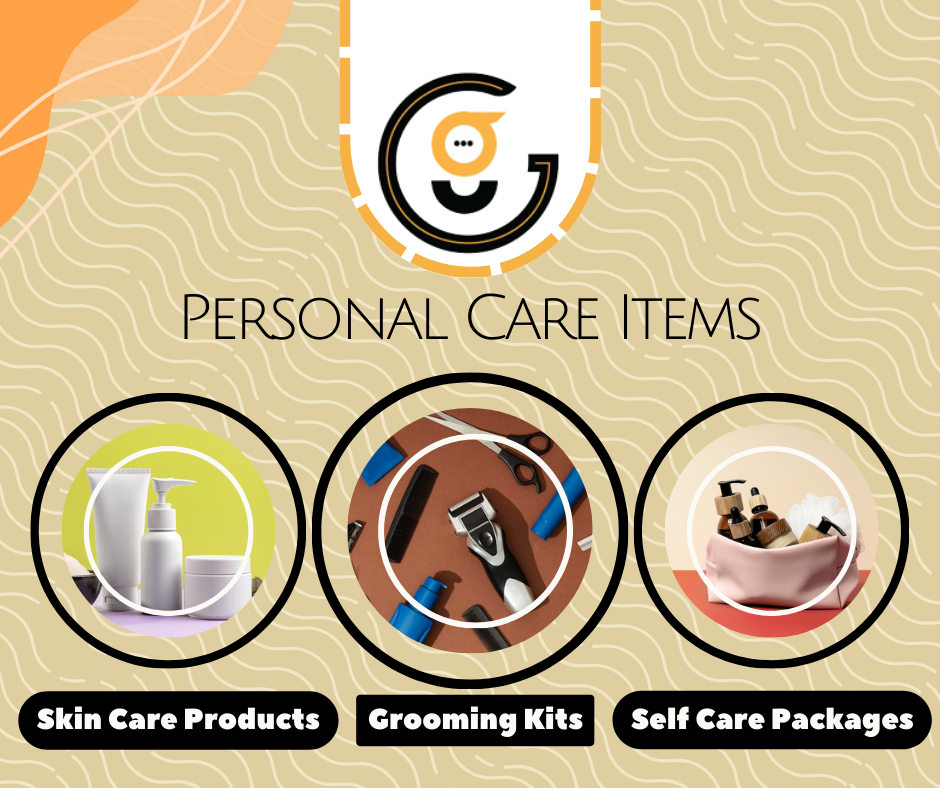 Personal Care Items
Skin Care Products
Grooming Kits
Self Care Packages